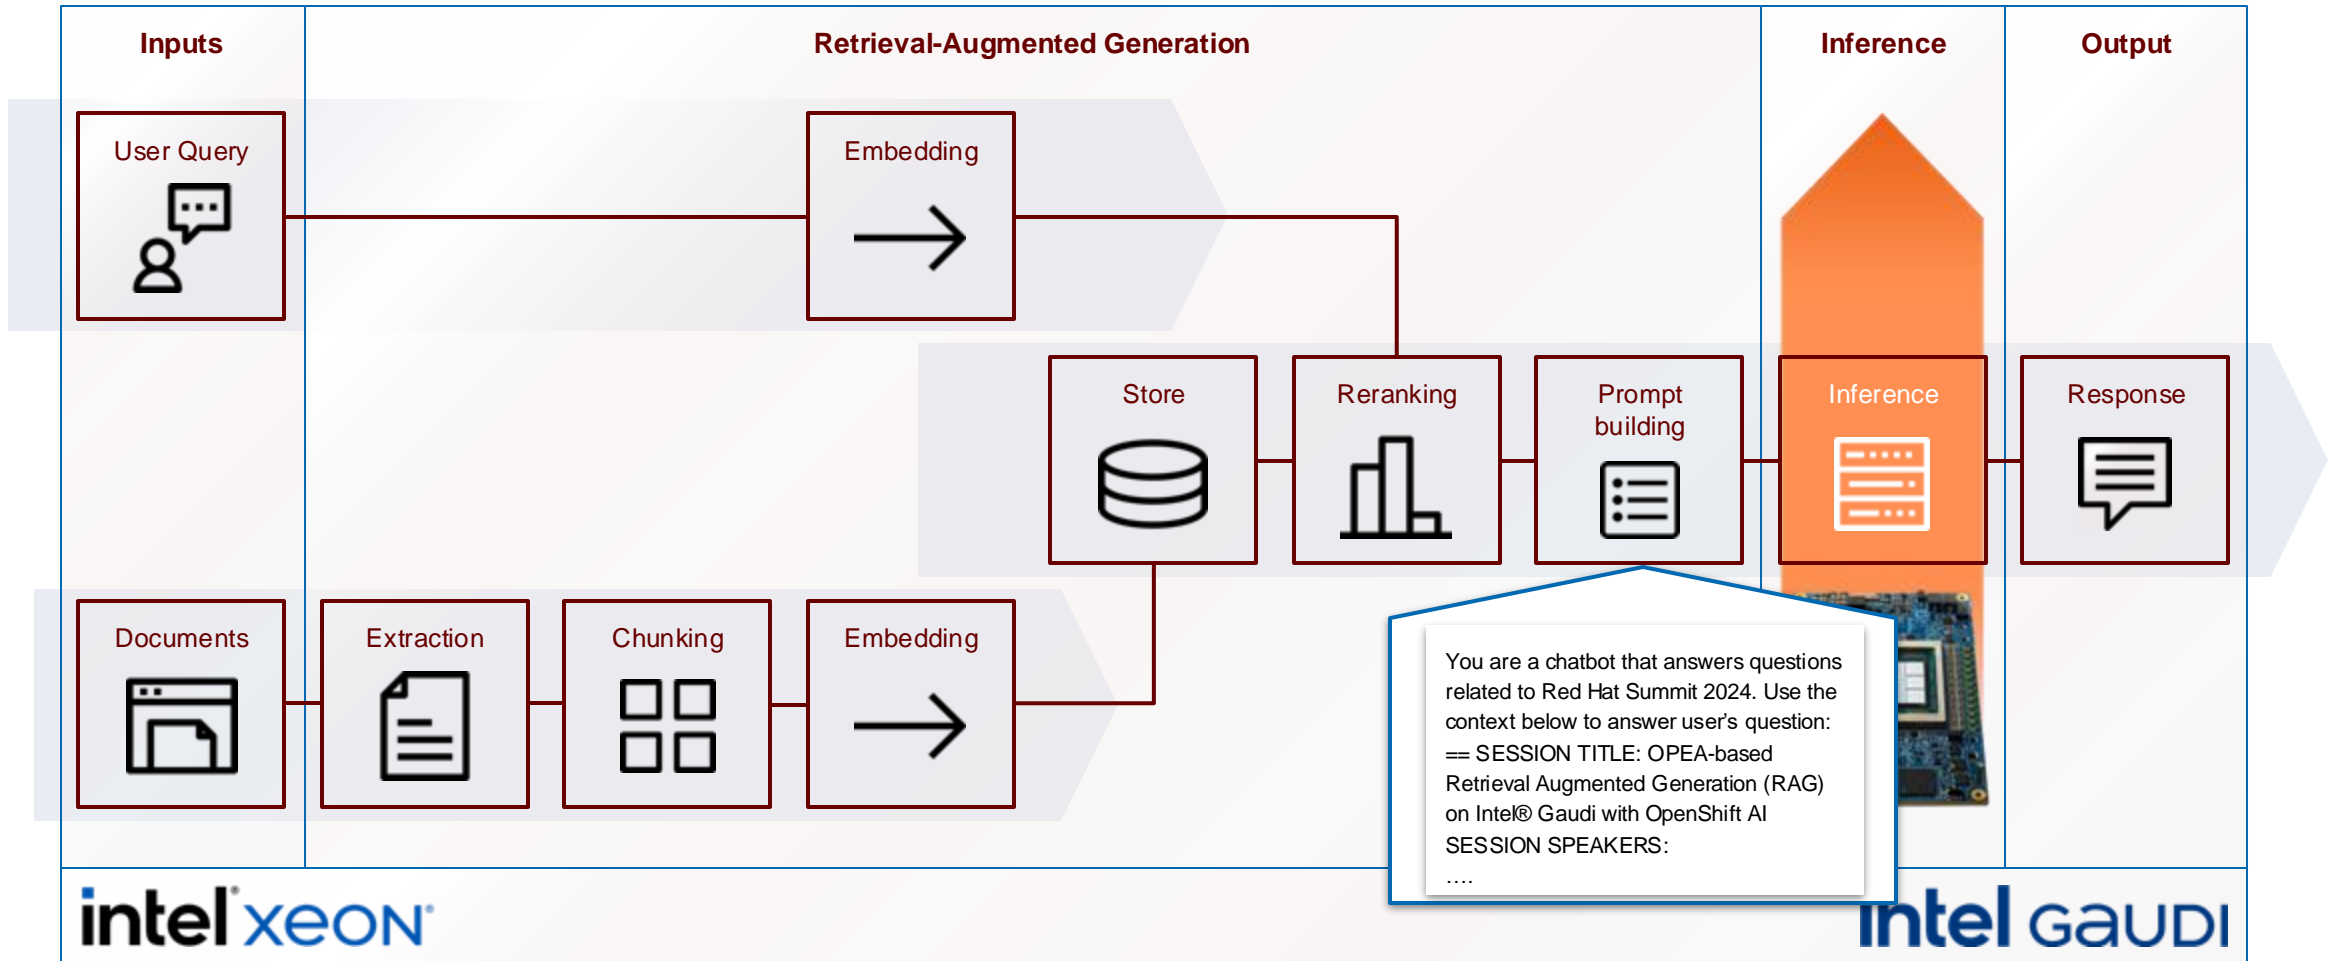 Inputs
Retrieval-Augmented Generation
Inference
Output
User Query
Embedding
Store
Reranking
Prompt
building
Inference
Response
Documents
Extraction
Chunking
Embedding
You are a chatbot that answers questions
related to Red Hat Summit 2024. Use the
context below to answer user’s question:
== SESSION TITLE: OPEA-based
Retrieval Augmented Generation (RAG)
on Intel® Gaudi with OpenShift AI
SESSION SPEAKERS:
….
intel® xeon®
intel gaudi